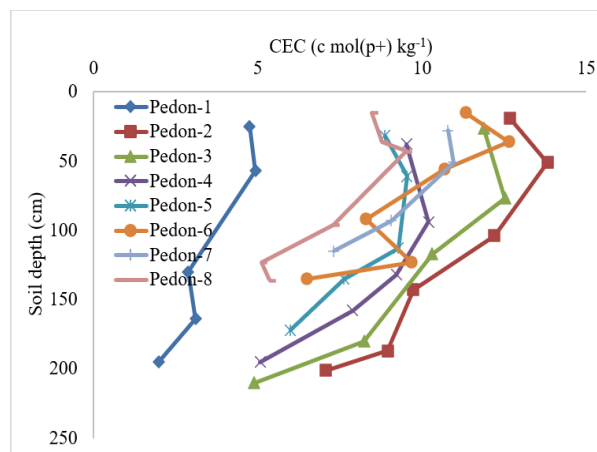 CEC (c mol(p+) kg⁻¹)
0 5 10 15
0
50
100
150
200
250
Soil depth (cm)
Pedon-1
Pedon-2
Pedon-3
Pedon-4
Pedon-5
Pedon-6
Pedon-7
Pedon-8